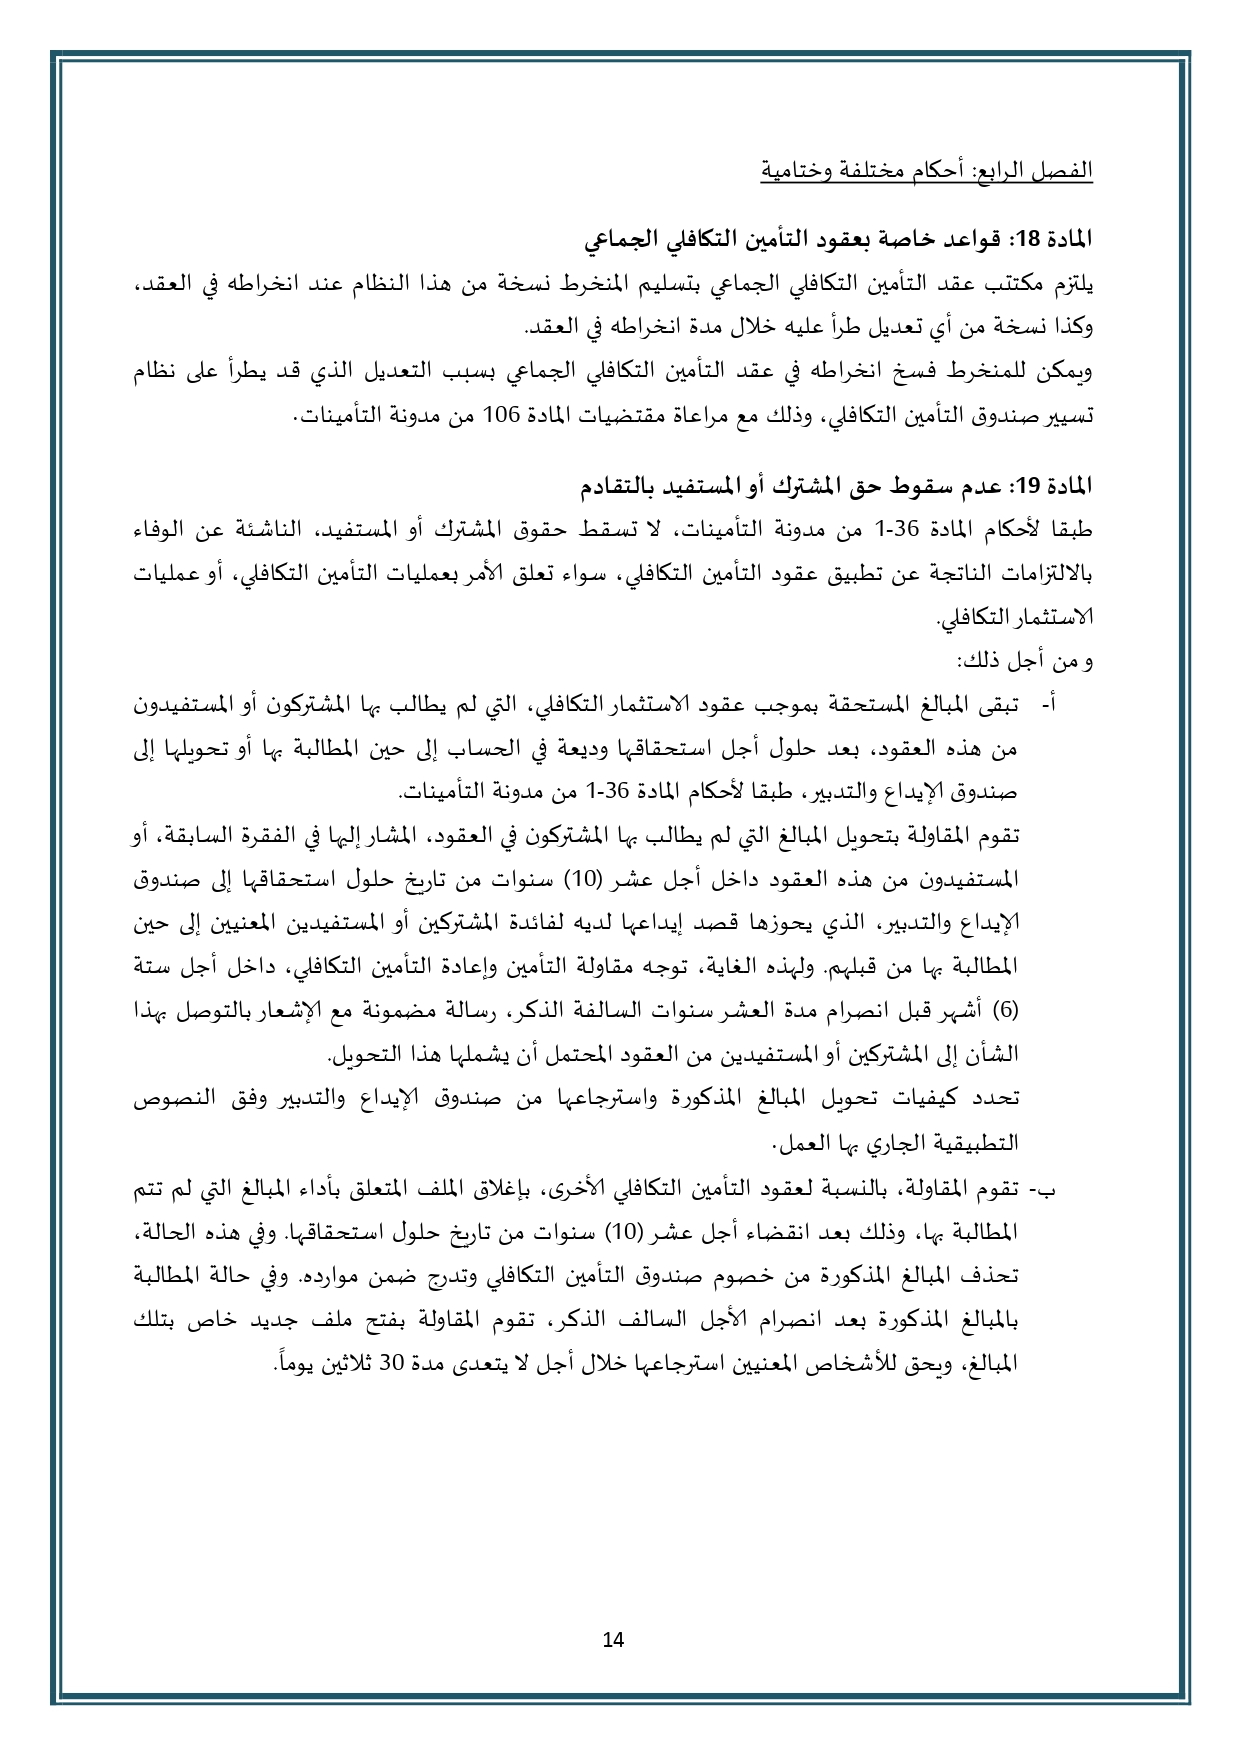 الفصل الرابع: أحكام مختلفة وختامية
المادة 18: قواعد خاصة بعقود التأمين التكافلي الجماعي
يلتزم مكتتب عقد التأمين التكافلي الجماعي بتسليم المنخرط نسخة من هذا النظام عند انخراطه في العقد،
وكذا نسخة من أي تعديل طرأ عليه خلال مدة انخراطه في العقد.
ويمكن للمنخرط فسخ انخراطه في عقد التأمين التكافلي الجماعي بسبب التعديل الذي قد يطرأ على نظام
تسيير صندوق التأمين التكافلي، وذلك مع مراعاة مقتضيات المادة 106 من مدونة التأمينات.
المادة 19: عدم سقوط حق المشترك أو المستفيد بالتقادم
طبقا لأحكام المادة 36-1 من مدونة التأمينات، لا تسقط حقوق المشترك أو المستفيد، الناشئة عن الوفاء
بالالتزامات الناتجة عن تطبيق عقود التأمين التكافلي، سواء تعلق الأمر بعمليات التأمين التكافلي، أو عمليات
الاستثمار التكافلي.
و من أجل ذلك:
أ- تبقى المبالغ المستحقة بموجب عقود الاستثمار التكافلي، التي لم يطالب بها المشتركون أو المستفيدون
من هذه العقود، بعد حلول أجل استحقاقها وديعة في الحساب إلى حين المطالبة بها أو تحويلها إلى
صندوق الإيداع والتدبير، طبقا لأحكام المادة 36-1 من مدونة التأمينات.
تقوم المقاولة بتحويل المبالغ التي لم يطالب بها المشتركون في العقود، المشار إليها في الفقرة السابقة، أو
المستفيدون من هذه العقود داخل أجل عشر (10) سنوات من تاريخ حلول استحقاقها إلى صندوق
الإيداع والتدبير، الذي يحوزها قصد إيداعها لديه لفائدة المشتركين أو المستفيدين المعنيين إلى حين
المطالبة بها من قبلهم. ولهذه الغاية، توجه مقاولة التأمين وإعادة التأمين التكافلي، داخل أجل ستة
(6) أشهر قبل انصرام مدة العشر سنوات السالفة الذكر، رسالة مضمونة مع الإشعار بالتوصل بهذا
الشأن إلى المشتركين أو المستفيدين من العقود المحتمل أن يشملها هذا التحويل.
تحدد كيفيات تحويل المبالغ المذكورة واسترجاعها من صندوق الإيداع والتدبير وفق النصوص
التطبيقية الجاري بها العمل.
ب- تقوم المقاولة، بالنسبة لعقود التأمين التكافلي الأخرى، بإغلاق الملف المتعلق بأداء المبالغ التي لم تتم
المطالبة بها، وذلك بعد انقضاء أجل عشر (10) سنوات من تاريخ حلول استحقاقها. وفي هذه الحالة،
تحذف المبالغ المذكورة من خصوم صندوق التأمين التكافلي وتدرج ضمن موارده. وفي حالة المطالبة
بالمبالغ المذكورة بعد انصرام الأجل السالف الذكر، تقوم المقاولة بفتح ملف جديد خاص بتلك
المبالغ، ويحق للأشخاص المعنيين استرجاعها خلال أجل لا يتعدى مدة 30 ثلاثين يوماً.
14